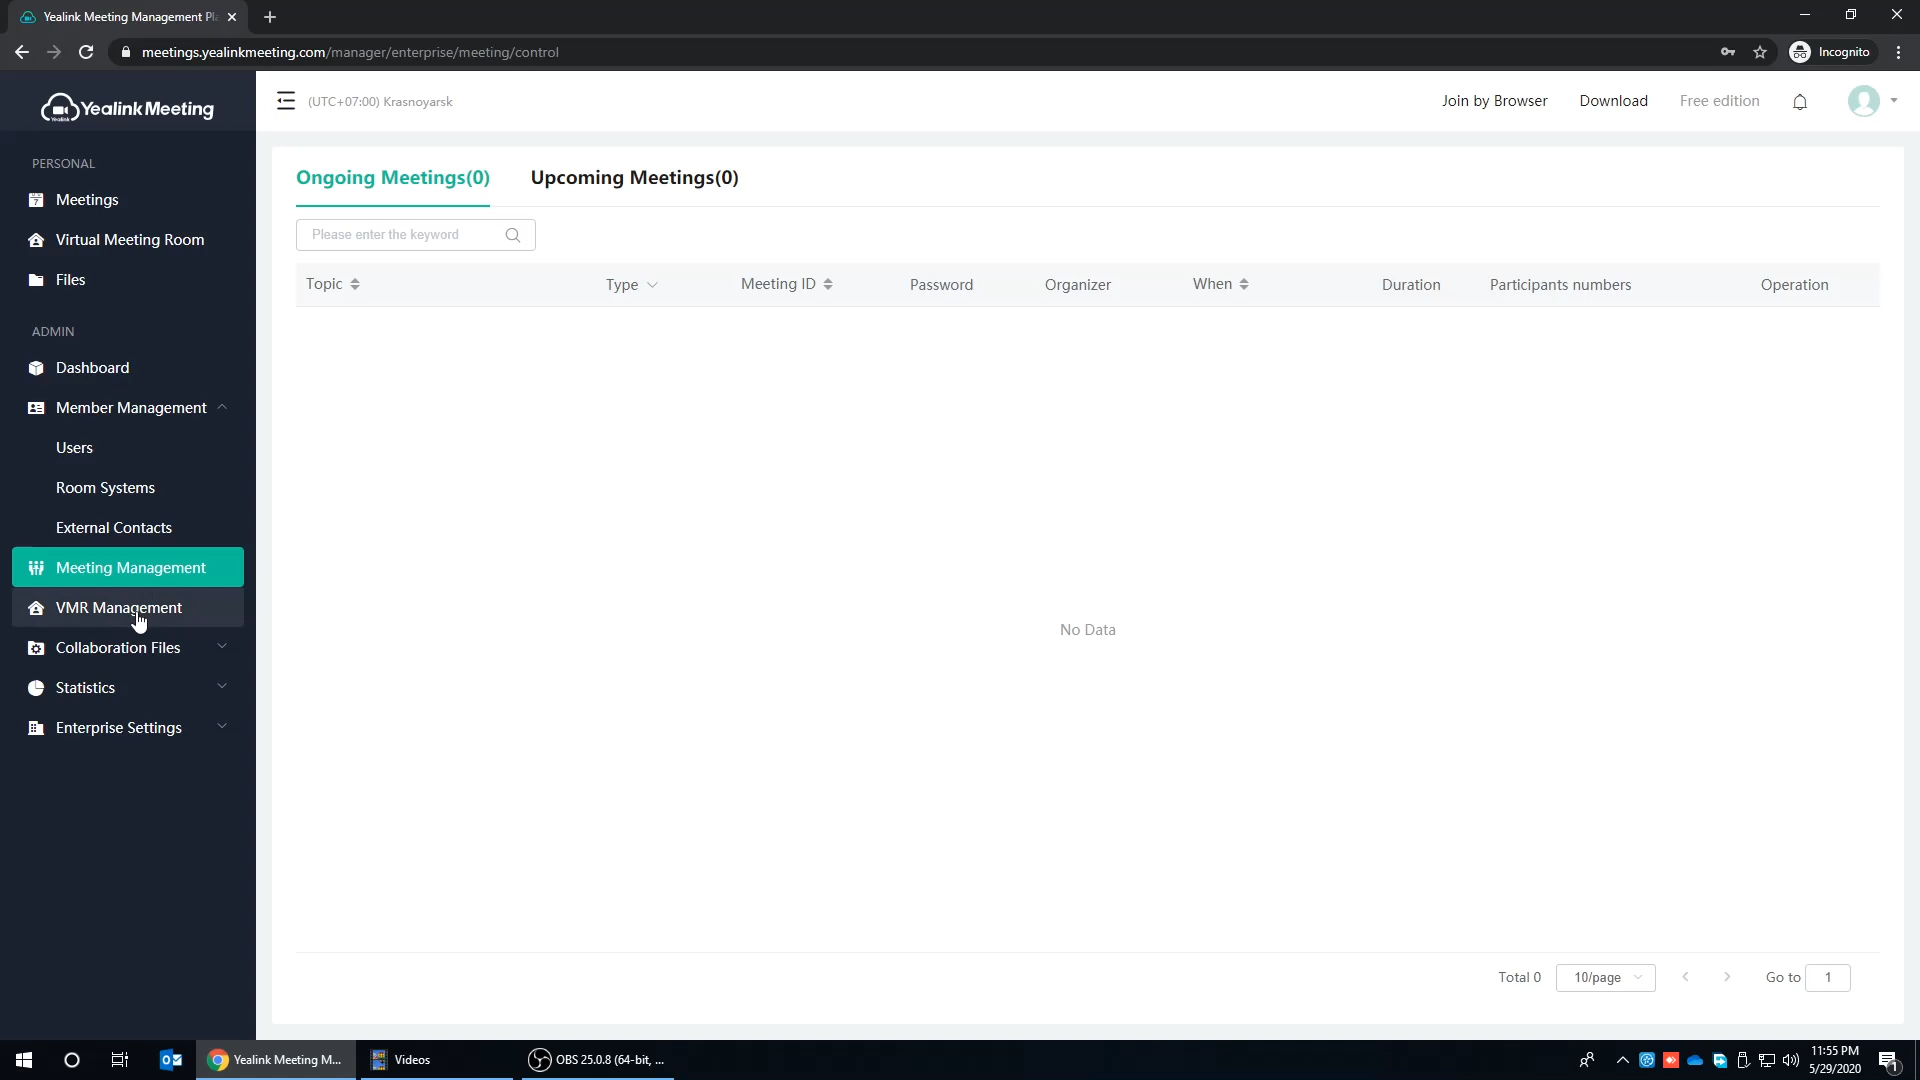 Yealink Meeting Management Pl
meetings.yealinkmeeting.com/manager/enterprise/meeting/control
Incognito
Yealink Meeting
Yealink
(UTC+07:00) Krasnoyarsk
Join by Browser
Download
Free edition
PERSONAL
7
Meetings
Virtual Meeting Room
Files
ADMIN
Dashboard
Member Management
Users
Room Systems
External Contacts
Meeting Management
VMR Management
Collaboration Files
Statistics
Enterprise Settings
Ongoing Meetings(0)
Upcoming Meetings(0)
Please enter the keyword
Topic
Type
Meeting ID
Password
Organizer
When
Duration
Participants numbers
Operation
No Data
Total 0
10/page
Go to
1
Yealink Meeting M...
Videos
OBS 25.0.8 (64-bit, ...
11:55 PM
5/29/2020
1